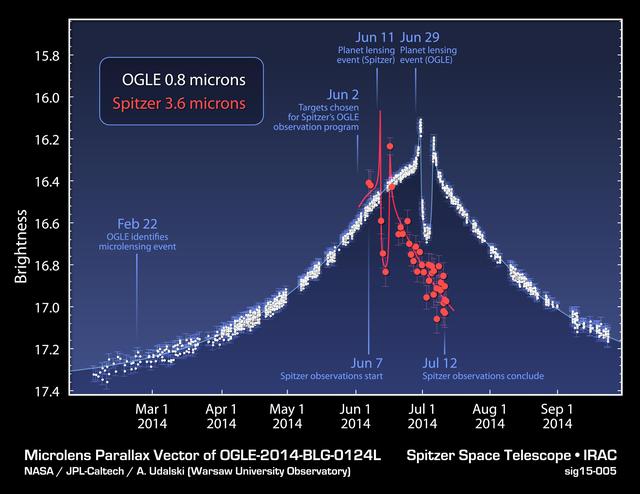 Jun 11 Jun 29
Planet lensing
event (Spitzer)
Planet lensing
event (OGLE)
15.8
OGLE 0.8 microns
Spitzer 3.6 microns
Jun 2
Targets chosen
for Spitzer's OGLE
observation program
16.0
16.2
16.4
16.6
16.8
17.0
17.2
17.4
Brightness
Feb 22
OGLE identifies
microlensing event
Jun 7
Spitzer observations start
Jul 12
Spitzer observations conclude
Mar 1
2014
Apr 1
2014
May 1
2014
Jun 1
2014
Jul 1
2014
Aug 1
2014
Sep 1
2014
Microlens Parallax Vector of OGLE-2014-BLG-0124L
NASA / JPL-Caltech / A. Udalski (Warsaw University Observatory)
Spitzer Space Telescope • IRAC
sig15-005